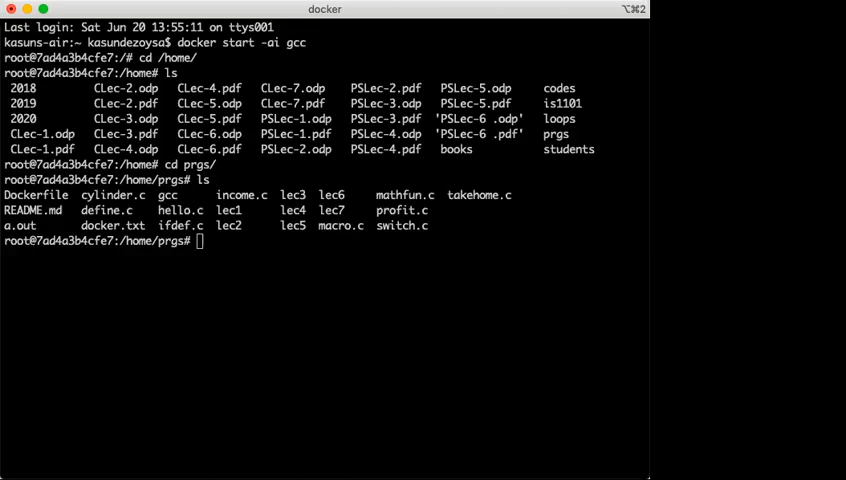 docker
⌥⌘2
Last login: Sat Jun 20 13:55:11 on ttys001
kasuns-air:~ kasundezoysa$ docker start -ai gcc
root@7ad4a3b4cfe7:/# cd /home/
root@7ad4a3b4cfe7:/home# ls
2018 CLec-2.odp CLec-4.pdf CLec-7.odp PSLec-2.pdf PSLec-5.odp codes
2019 CLec-2.pdf CLec-5.odp CLec-7.pdf PSLec-3.odp PSLec-5.pdf is1101
2020 CLec-3.odp CLec-5.pdf PSLec-1.odp PSLec-3.pdf 'PSLec-6 .odp' loops
CLec-1.odp CLec-3.pdf CLec-6.odp PSLec-1.pdf PSLec-4.odp 'PSLec-6 .pdf' prgs
CLec-1.pdf CLec-4.odp CLec-6.pdf PSLec-2.odp PSLec-4.pdf books students
root@7ad4a3b4cfe7:/home# cd prgs/
root@7ad4a3b4cfe7:/home/prgs# ls
Dockerfile cylinder.c gcc income.c lec3 lec6 mathfun.c takehome.c
README.md define.c hello.c lec1 lec4 lec7 profit.c
a.out docker.txt ifdef.c lec2 lec5 macro.c switch.c
root@7ad4a3b4cfe7:/home/prgs#